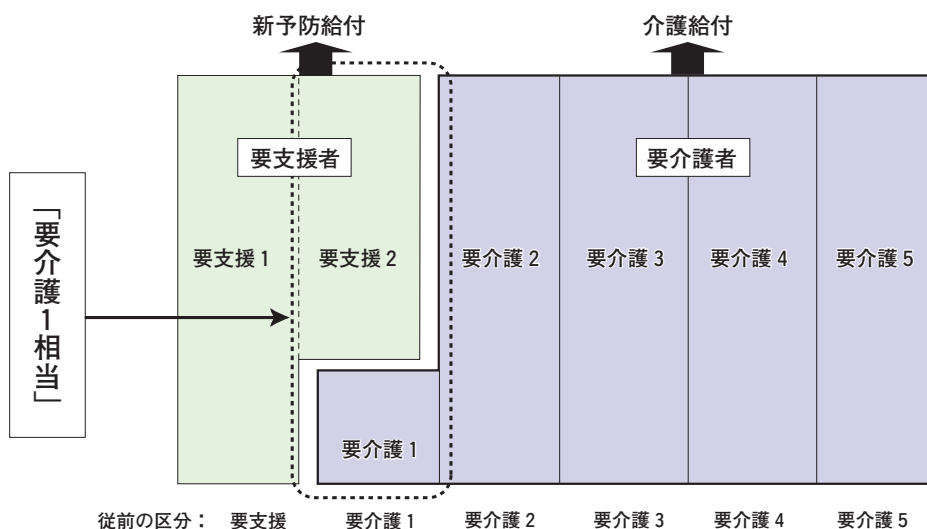 新予防給付
介護給付
要支援者
要介護者
「要介護1相当」
要支援1
要支援2
要介護2
要介護3
要介護4
要介護5
要介護1
従前の区分： 要支援 要介護1 要介護2 要介護3 要介護4 要介護5